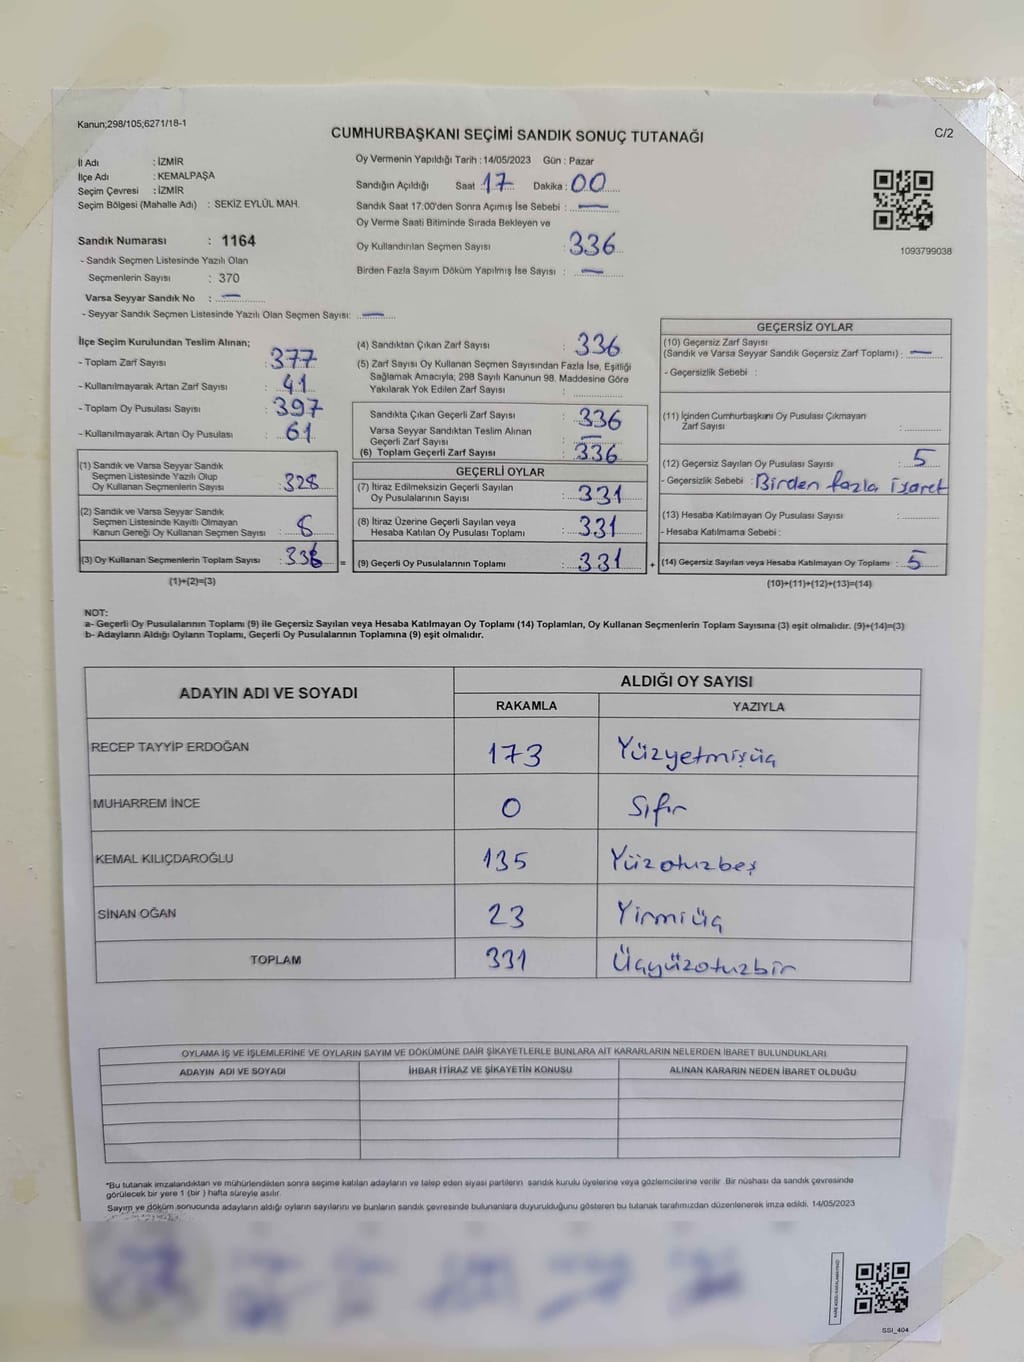 Kanun;298/105;6271/18-1
CUMHURBAŞKANI SEÇİMİ SANDIK SONUÇ TUTANAĞI
C/2
İl Adı : İZMİR
İlçe Adı : KEMALPAŞA
Seçim Çevresi : İZMİR
Seçim Bölgesi (Mahalle Adı) : SEKİZ EYLÜL MAH.
Sandık Numarası : 1164
- Sandık Seçmen Listesinde Yazılı Olan
Seçmenlerin Sayısı : 370
Varsa Seyyar Sandık No : —
- Seyyar Sandık Seçmen Listesinde Yazılı Olan Seçmen Sayısı: —
Oy Vermenin Yapıldığı Tarih : 14/05/2023 Gün : Pazar
Sandığın Açıldığı Saat : 17 Dakika : 00
Sandık Saat 17:00'den Sonra Açımış İse Sebebi : —
Oy Verme Saati Bitiminde Sırada Bekleyen ve
Oy Kullandırılan Seçmen Sayısı : 336
Birden Fazla Sayım Döküm Yapılmış İse Sayısı : —
1093799038
İlçe Seçim Kurulundan Teslim Alınan;
- Toplam Zarf Sayısı : 377
- Kullanılmayarak Artan Zarf Sayısı : 41
- Toplam Oy Pusulası Sayısı : 397
- Kullanılmayarak Artan Oy Pusulası : 61
(1) Sandık ve Varsa Seyyar Sandık
Seçmen Listesinde Yazılı Olup
Oy Kullanan Seçmenlerin Sayısı : 328
(2) Sandık ve Varsa Seyyar Sandık
Seçmen Listesinde Kayıtlı Olmayan
Kanun Gereği Oy Kullanan Seçmen Sayısı : 8
(3) Oy Kullanan Seçmenlerin Toplam Sayısı : 336 =
(1)+(2)=(3)
(4) Sandıktan Çıkan Zarf Sayısı : 336
(5) Zarf Sayısı Oy Kullanan Seçmen Sayısından Fazla İse, Eşitliği
Sağlamak Amacıyla; 298 Sayılı Kanunun 98. Maddesine Göre
Yakılarak Yok Edilen Zarf Sayısı :
Sandıkta Çıkan Geçerli Zarf Sayısı : 336
Varsa Seyyar Sandıktan Teslim Alınan
Geçerli Zarf Sayısı : —
(6) Toplam Geçerli Zarf Sayısı : 336
GEÇERLİ OYLAR
(7) İtiraz Edilmeksizin Geçerli Sayılan
Oy Pusulalarının Sayısı : 331
(8) İtiraz Üzerine Geçerli Sayılan veya
Hesaba Katılan Oy Pusulası Toplamı : 331
(9) Geçerli Oy Pusulalarının Toplamı : 331 +
GEÇERSİZ OYLAR
(10) Geçersiz Zarf Sayısı
(Sandık ve Varsa Seyyar Sandık Geçersiz Zarf Toplamı) : —
- Geçersizlik Sebebi :
(11) İçinden Cumhurbaşkanı Oy Pusulası Çıkmayan
Zarf Sayısı :
(12) Geçersiz Sayılan Oy Pusulası Sayısı : 5
- Geçersizlik Sebebi : Birden fazla işaret
(13) Hesaba Katılmayan Oy Pusulası Sayısı :
- Hesaba Katılmama Sebebi :
(14) Geçersiz Sayılan veya Hesaba Katılmayan Oy Toplamı : 5
(10)+(11)+(12)+(13)=(14)
NOT:
a- Geçerli Oy Pusulalarının Toplamı (9) ile Geçersiz Sayılan veya Hesaba Katılmayan Oy Toplamı (14) Toplamları, Oy Kullanan Seçmenlerin Toplam Sayısına (3) eşit olmalıdır. (9)+(14)=(3)
b- Adayların Aldığı Oyların Toplamı, Geçerli Oy Pusulalarının Toplamına (9) eşit olmalıdır.
ADAYIN ADI VE SOYADI
ALDIĞI OY SAYISI
RAKAMLA YAZIYLA
RECEP TAYYİP ERDOĞAN 173 Yüzyetmişüç
MUHARREM İNCE 0 Sıfır
KEMAL KILIÇDAROĞLU 135 Yüzotuzbeş
SİNAN OĞAN 23 Yirmiüç
TOPLAM 331 Üçyüzotuzbir
OYLAMA İŞ VE İŞLEMLERİNE VE OYLARIN SAYIM VE DÖKÜMÜNE DAİR ŞİKAYETLERLE BUNLARA AİT KARARLARIN NELERDEN İBARET BULUNDUKLARI
ADAYIN ADI VE SOYADI İHBAR İTİRAZ VE ŞİKAYETİN KONUSU ALINAN KARARIN NEDEN İBARET OLDUĞU
*Bu tutanak imzalandıktan ve mühürlendikten sonra seçime katılan adayların ve talep eden siyasi partilerin sandık kurulu üyelerine veya gözlemcilerine verilir. Bir nüshası da sandık çevresinde
görülecek bir yere 1 (bir ) hafta süreyle asılır.
Sayım ve döküm sonucunda adayların aldığı oyların sayılarını ve bunların sandık çevresinde bulunanlara duyurulduğunu gösteren bu tutanak tarafımızdan düzenlenerek imza edildi. 14/05/2023
SSI_404